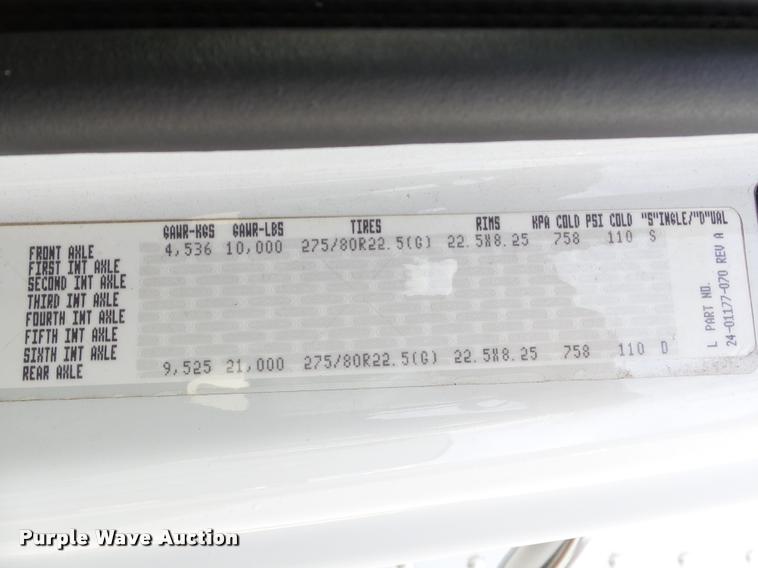 GAWR-KGS GAWR-LBS TIRES RIMS KPA COLD PSI COLD "S"INGLE/"D"UAL
FRONT AXLE 4,536 10,000 275/80R22.5(G) 22.5X8.25 758 110 S
FIRST INT AXLE
SECOND INT AXLE
THIRD INT AXLE
FOURTH INT AXLE
FIFTH INT AXLE
SIXTH INT AXLE
REAR AXLE 9,525 21,000 275/80R22.5(G) 22.5X8.25 758 110 D
L PART NO.
24-01177-070 REV A
Purple Wave Auction